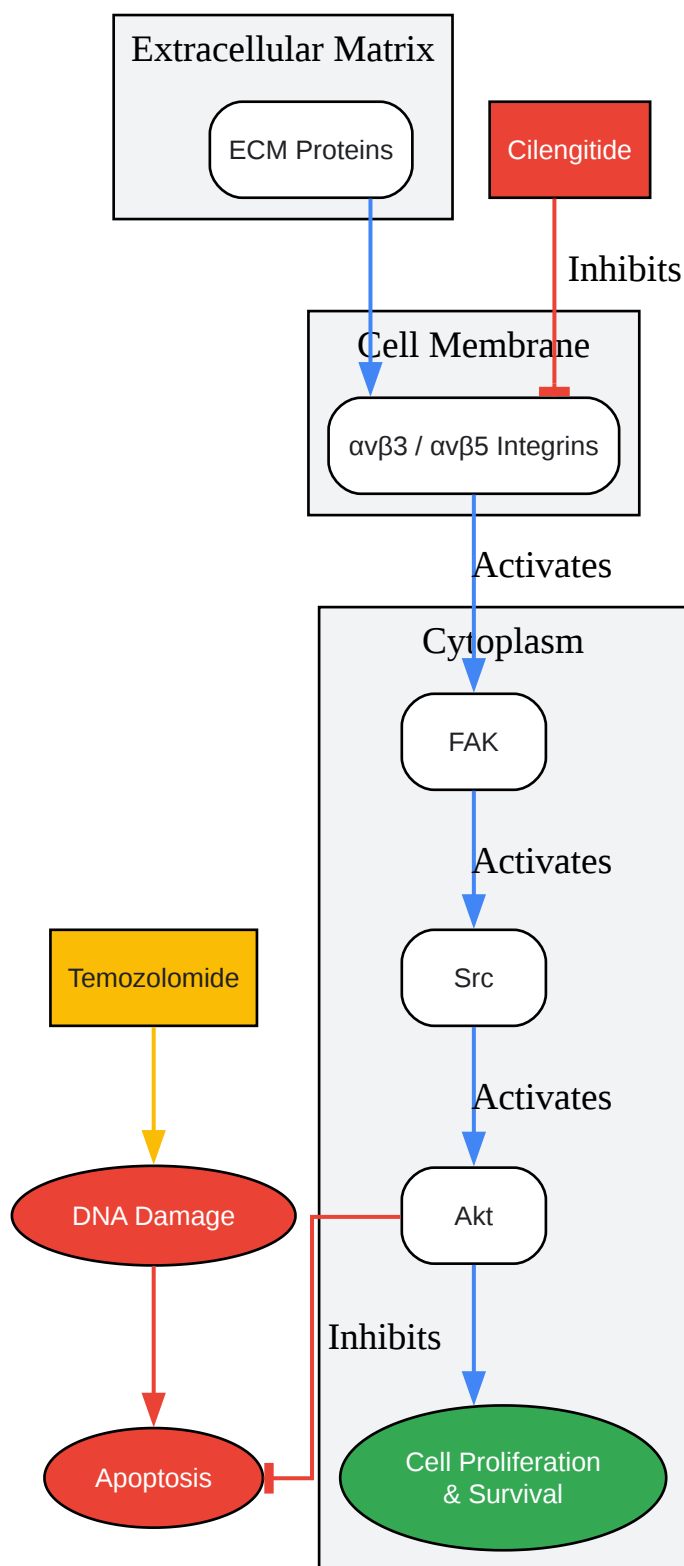 Extracellular Matrix
ECM Proteins
Cilengitide
Inhibits
Cell Membrane
αvβ3 / αvβ5 Integrins
Activates
Cytoplasm
FAK
Activates
Src
Temozolomide
Activates
DNA Damage
Akt
Inhibits
Apoptosis
Cell Proliferation
& Survival